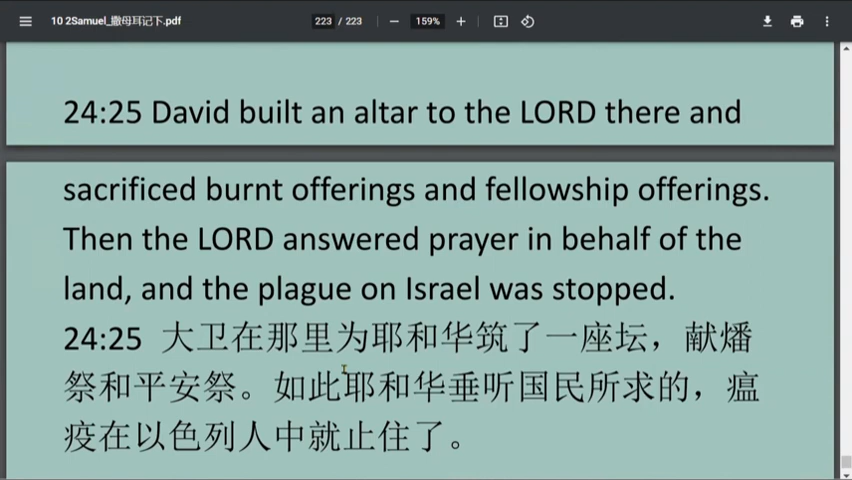 10 2Samuel_撒母耳记下.pdf
223 / 223
159%
24:25 David built an altar to the LORD there and
sacrificed burnt offerings and fellowship offerings.
Then the LORD answered prayer in behalf of the
land, and the plague on Israel was stopped.
24:25 大卫在那里为耶和华筑了一座坛，献燔
祭和平安祭。如此耶和华垂听国民所求的，瘟
疫在以色列人中就止住了。